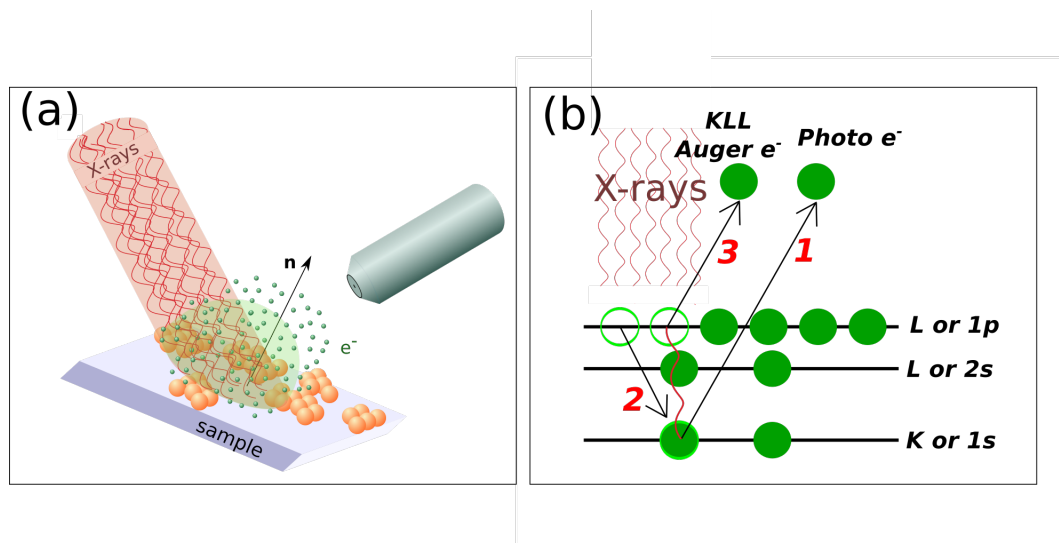 (a)
X-rays
n
e-
sample
(b)
KLL
Auger e-
Photo e-
X-rays
3
1
L or 1p
L or 2s
2
K or 1s